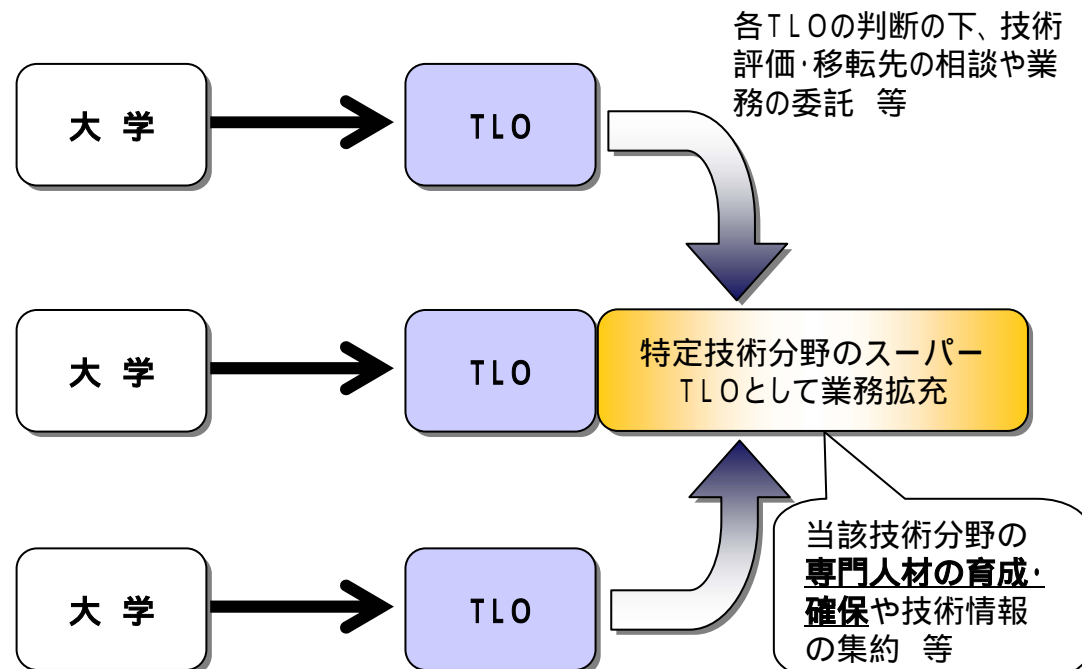 各TLOの判断の下、技術
評価・移転先の相談や業
務の委託 等
大 学
TLO
大 学
TLO
特定技術分野のスーパー
TLOとして業務拡充
当該技術分野の
専門人材の育成・
確保や技術情報
の集約 等
大 学
TLO